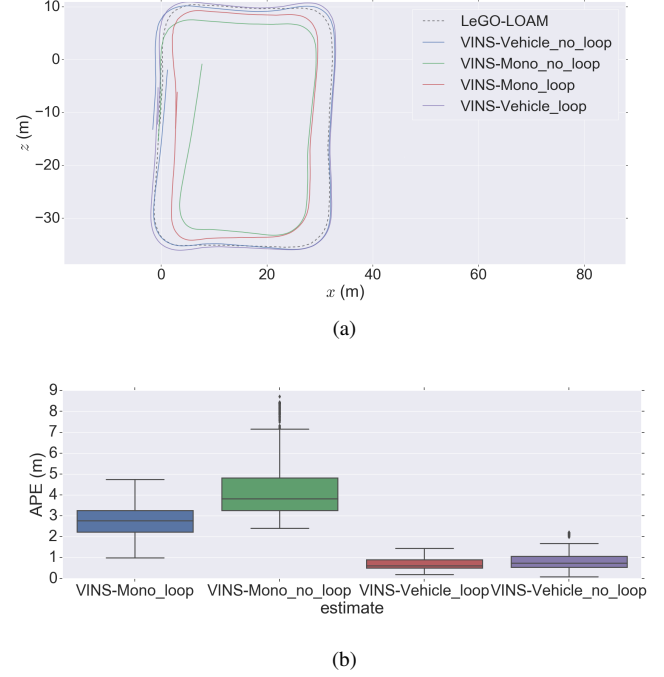 10
0
−10
−20
−30
z (m)
LeGO-LOAM
VINS-Vehicle_no_loop
VINS-Mono_no_loop
VINS-Mono_loop
VINS-Vehicle_loop
0 20 40 60 80
x (m)
(a)
9
8
7
6
5
4
3
2
1
0
APE (m)
VINS-Mono_loop VINS-Mono_no_loop VINS-Vehicle_loop VINS-Vehicle_no_loop
estimate
(b)